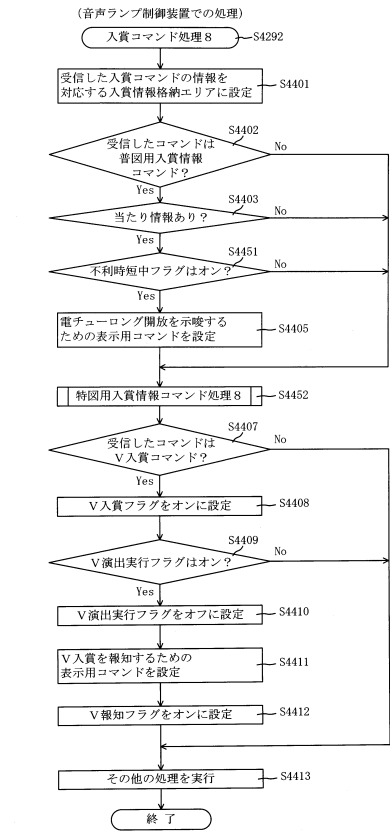 （音声ランプ制御装置での処理）
入賞コマンド処理８
S4292
受信した入賞コマンドの情報を
対応する入賞情報格納エリアに設定
S4401
S4402
受信したコマンドは
普図用入賞情報
コマンド？
No
Yes
S4403
当たり情報あり？
No
Yes
S4451
不利時短中フラグはオン？
No
Yes
電チューロング開放を示唆する
ための表示用コマンドを設定
S4405
特図用入賞情報コマンド処理８
S4452
S4407
受信したコマンドは
Ｖ入賞コマンド？
No
Yes
Ｖ入賞フラグをオンに設定
S4408
S4409
Ｖ演出実行フラグはオン？
No
Yes
Ｖ演出実行フラグをオフに設定
S4410
Ｖ入賞を報知するための
表示用コマンドを設定
S4411
Ｖ報知フラグをオンに設定
S4412
その他の処理を実行
S4413
終 了